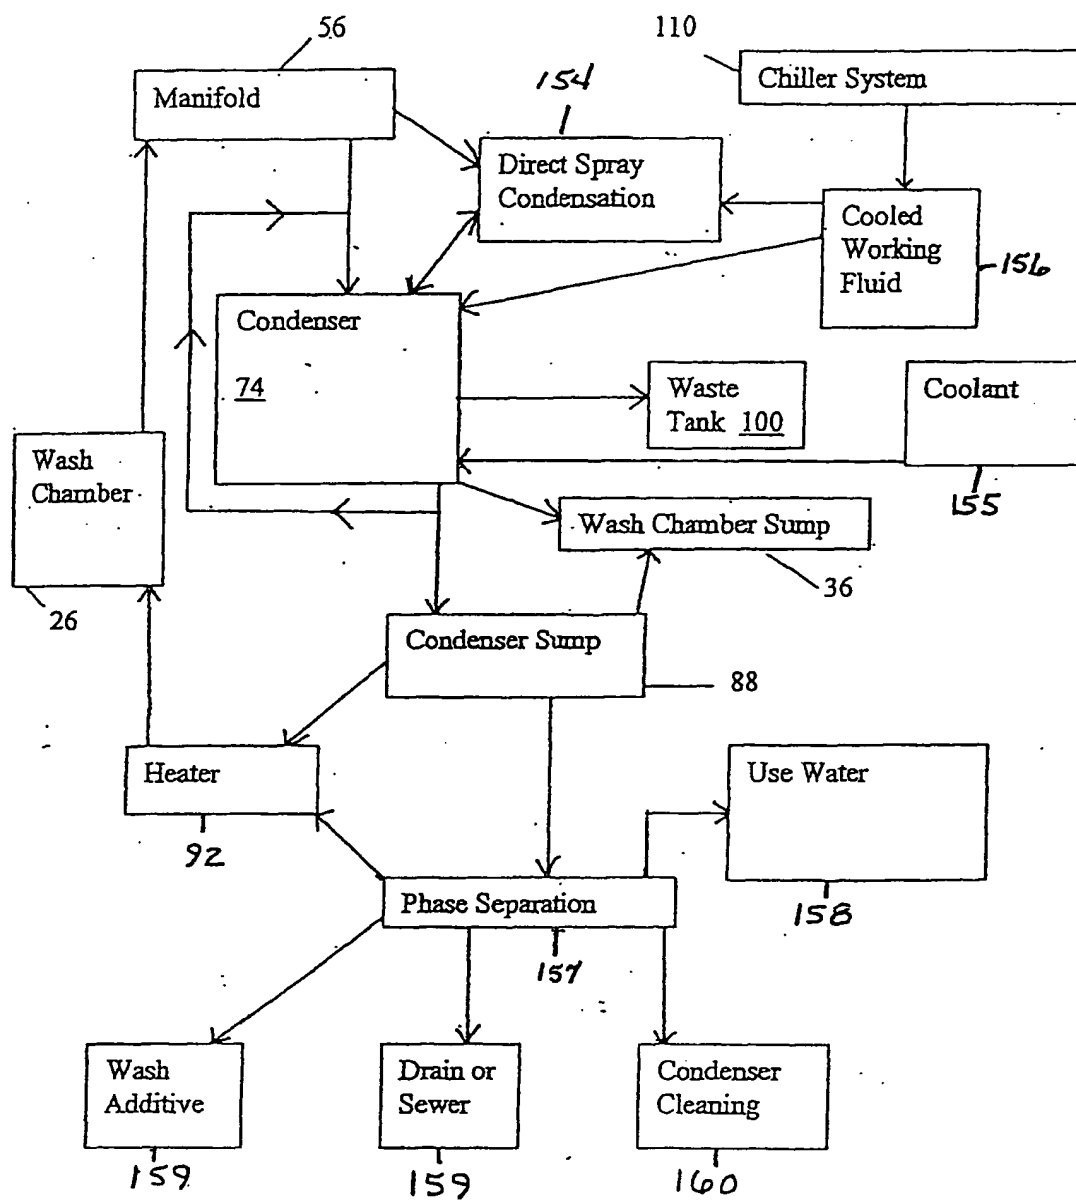 56
110
Manifold
154
Chiller System
Direct Spray
Condensation
Cooled
Working
Fluid
156
Condenser
74
Waste
Tank 100
Coolant
155
Wash
Chamber
26
Wash Chamber Sump
36
Condenser Sump
88
Heater
92
Use Water
158
Phase Separation
157
Wash
Additive
159
Drain or
Sewer
159
Condenser
Cleaning
160